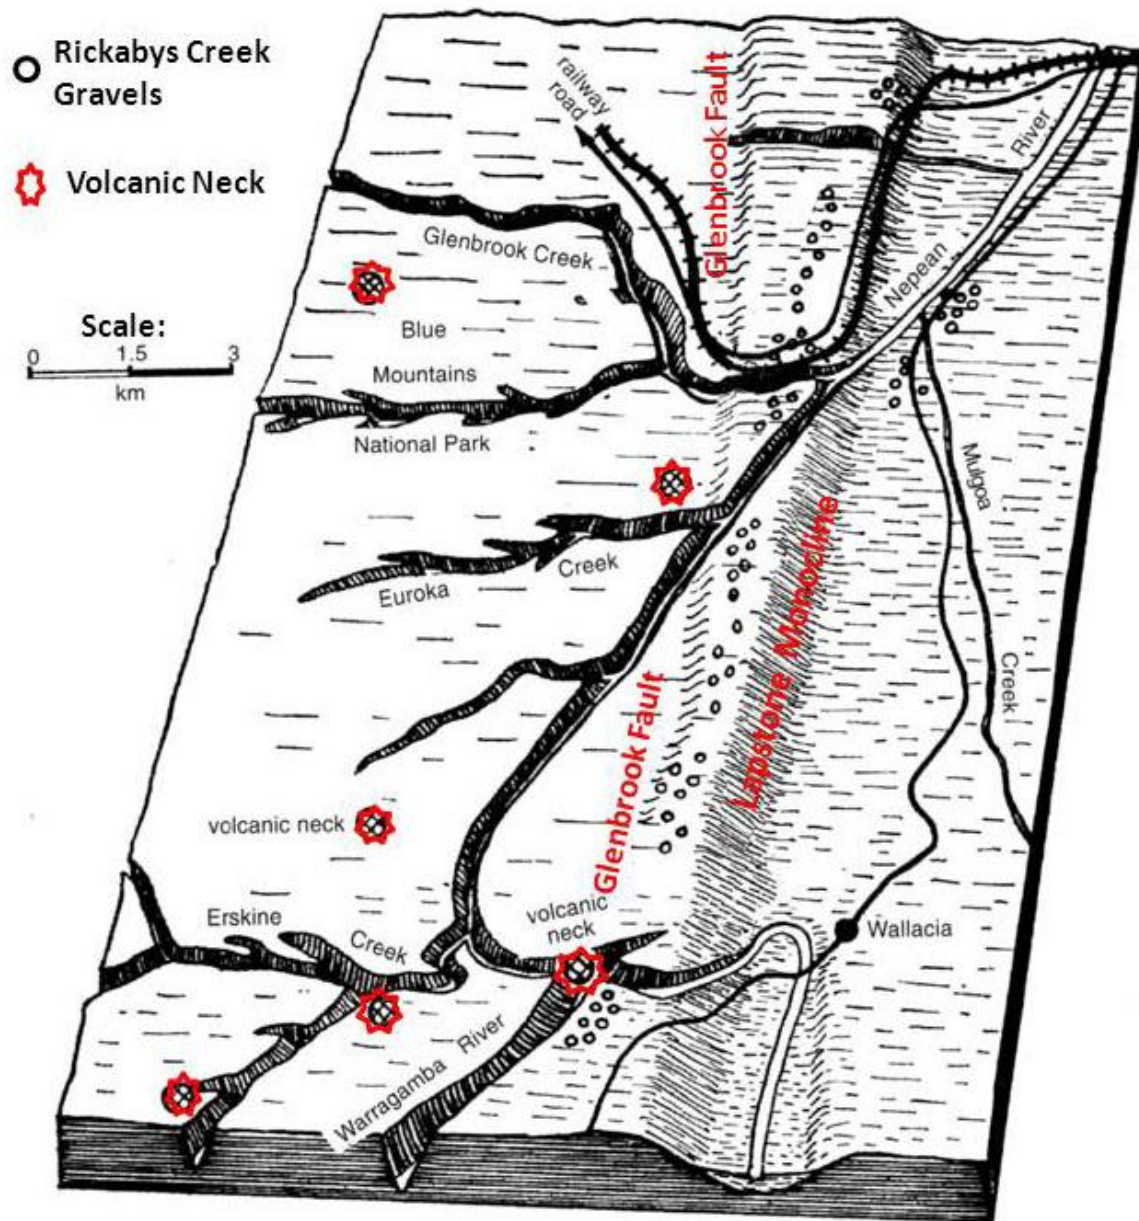 Rickabys Creek
Gravels
Volcanic Neck
Scale:
0 1.5 3
km
railway
road
Glenbrook Fault
River
Nepean
Glenbrook Creek
Blue
Mountains
National Park
Mulgoa
Creek
Euroka
Creek
Lapstone Monocline
Glenbrook Fault
volcanic neck
volcanic
neck
Erskine
Creek
Wallacia
Warragamba River